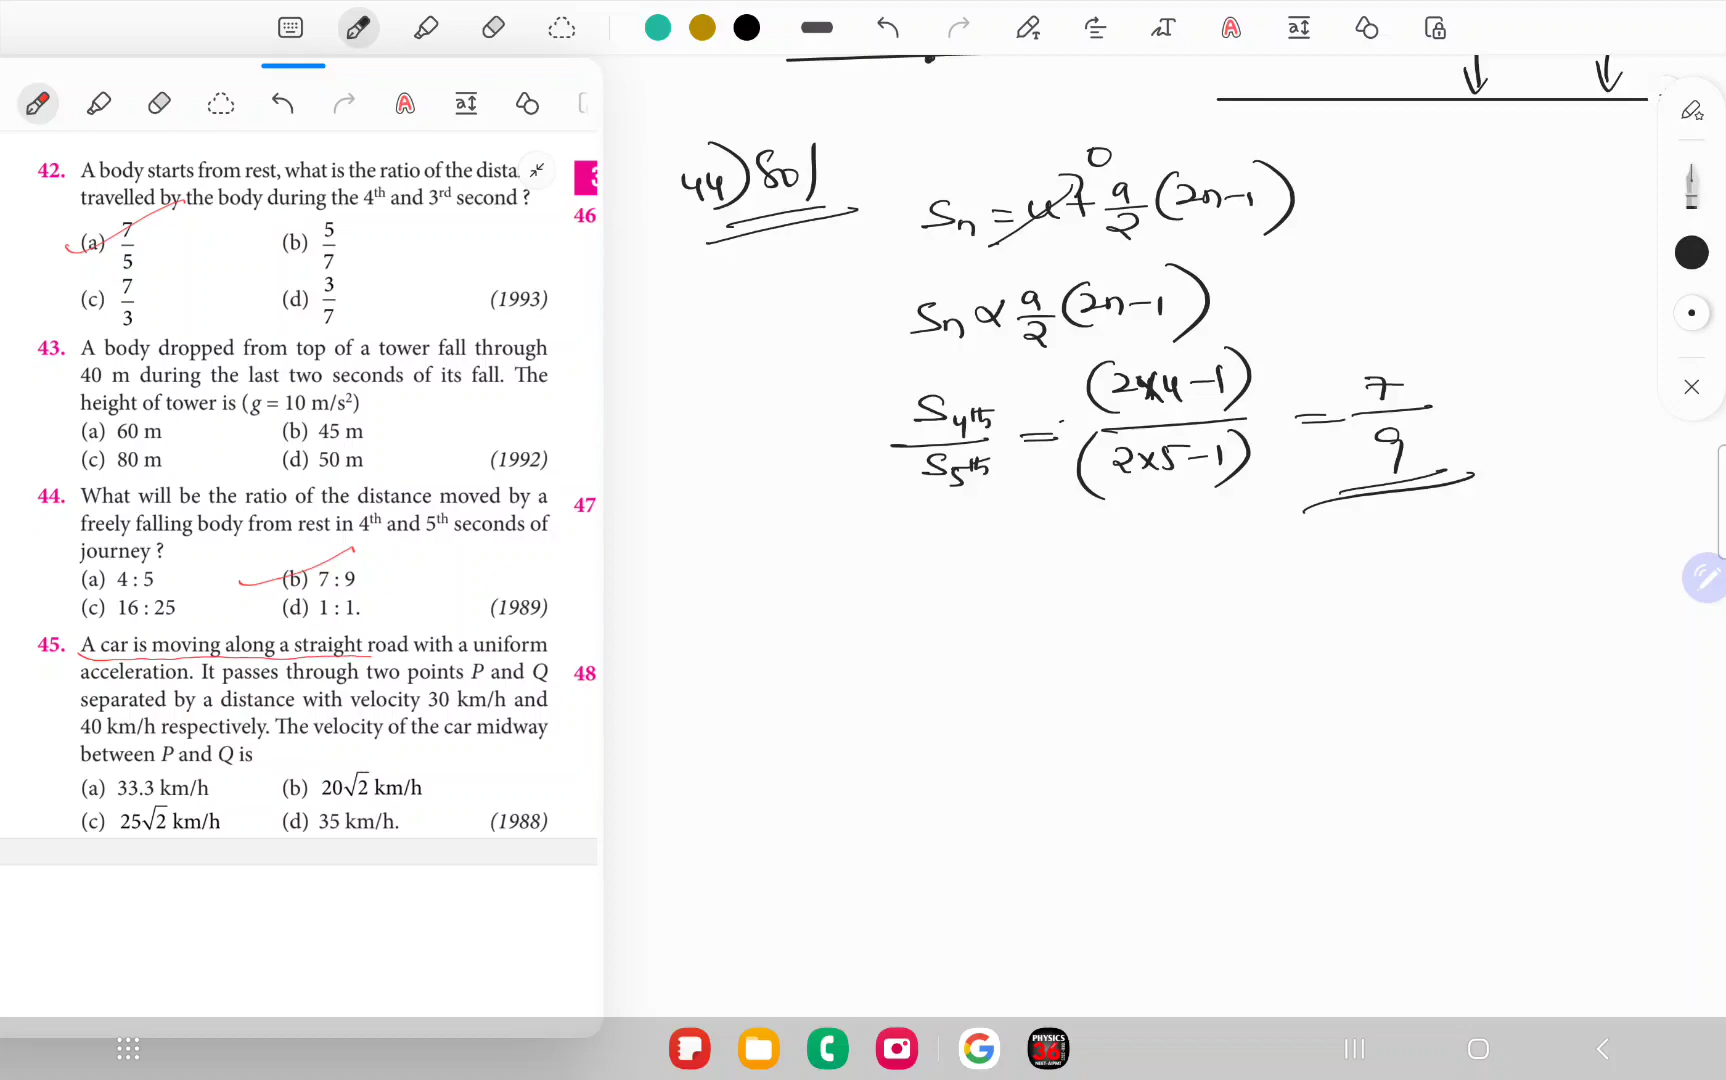 42. A body starts from rest, what is the ratio of the dista
travelled by the body during the 4th and 3rd second ?
(a) 7/5 (b) 5/7
(c) 7/3 (d) 3/7 (1993)
43. A body dropped from top of a tower fall through
40 m during the last two seconds of its fall. The
height of tower is (g = 10 m/s²)
(a) 60 m (b) 45 m
(c) 80 m (d) 50 m (1992)
44. What will be the ratio of the distance moved by a
freely falling body from rest in 4th and 5th seconds of
journey ?
(a) 4 : 5 (b) 7 : 9
(c) 16 : 25 (d) 1 : 1. (1989)
45. A car is moving along a straight road with a uniform
acceleration. It passes through two points P and Q
separated by a distance with velocity 30 km/h and
40 km/h respectively. The velocity of the car midway
between P and Q is
(a) 33.3 km/h (b) 20√2 km/h
(c) 25√2 km/h (d) 35 km/h. (1988)
46
47
48
44) Sol
0
Sn = u + a/2 (2n-1)
Sn ∝ a/2 (2n-1)
S4th/S5th = (2×4-1)/(2×5-1) = 7/9
PHYSICS
36